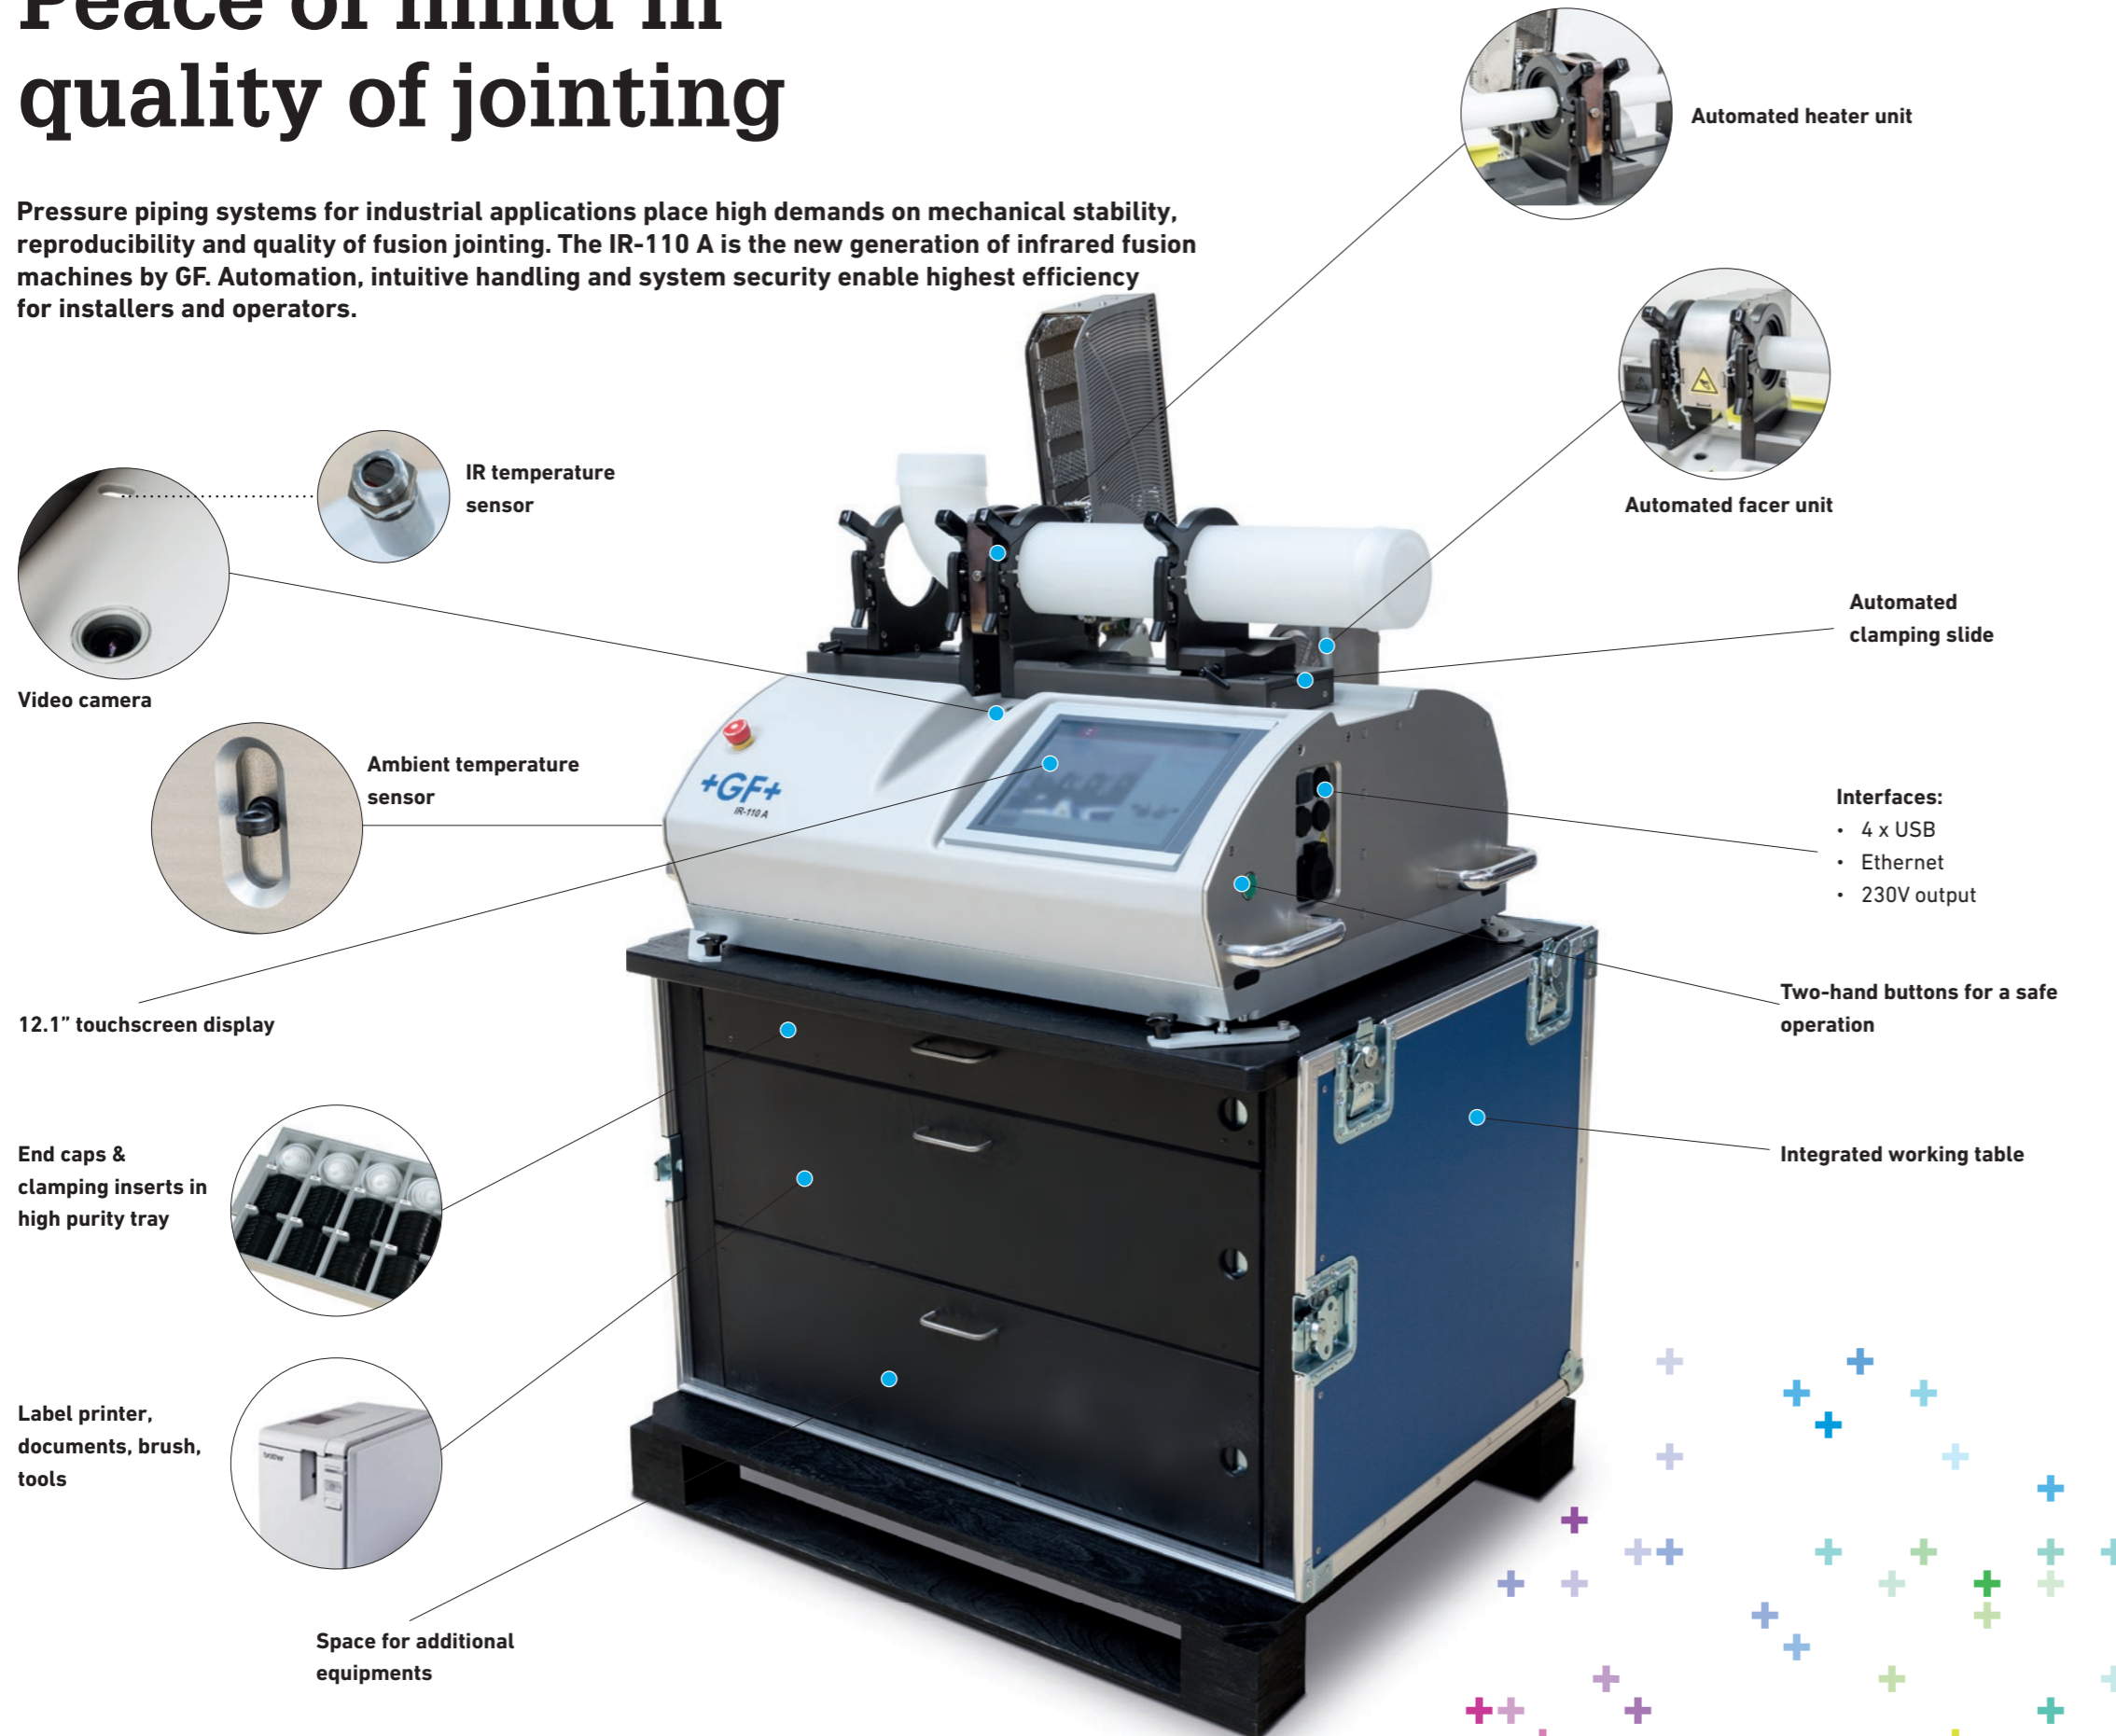 Peace of mind in
quality of jointing
Pressure piping systems for industrial applications place high demands on mechanical stability,
reproducibility and quality of fusion jointing. The IR-110 A is the new generation of infrared fusion
machines by GF. Automation, intuitive handling and system security enable highest efficiency
for installers and operators.
Automated heater unit
Automated facer unit
IR temperature
sensor
Video camera
Automated
clamping slide
Ambient temperature
sensor
+GF+
IR-110 A
Interfaces:
• 4 x USB
• Ethernet
• 230V output
12.1” touchscreen display
Two-hand buttons for a safe
operation
End caps &
clamping inserts in
high purity tray
Integrated working table
Label printer,
documents, brush,
tools
brother
Space for additional
equipments